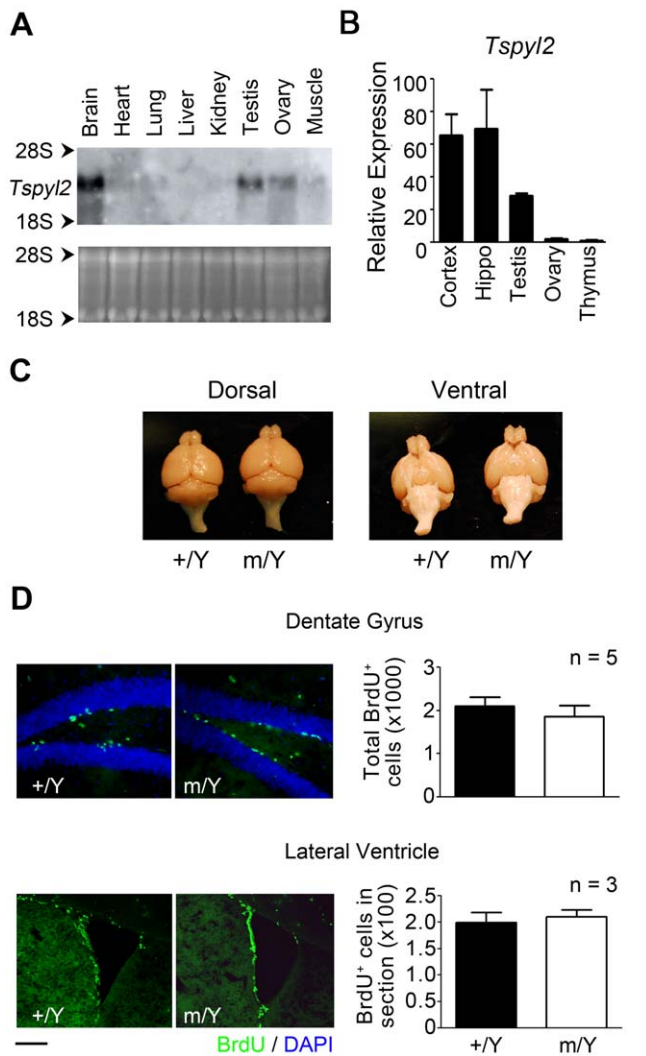 A
Brain Heart Lung Liver Kidney Testis Ovary Muscle
28S
Tspyl2
18S
28S
18S
B
Tspyl2
Relative Expression
100
80
60
40
20
0
Cortex Hippo Testis Ovary Thymus
C
Dorsal Ventral
+/Y m/Y +/Y m/Y
D
Dentate Gyrus
+/Y m/Y
Total BrdU+
cells (x1000)
3
2
1
0
n = 5
Lateral Ventricle
+/Y m/Y
BrdU / DAPI
BrdU+ cells in
section (x100)
2.5
2.0
1.5
1.0
0.5
0
n = 3
+/Y m/Y